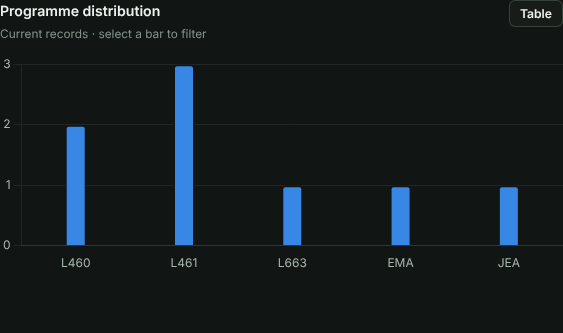 Programme distribution
Table
Current records · select a bar to filter
3
2
1
0
L460 L461 L663 EMA JEA